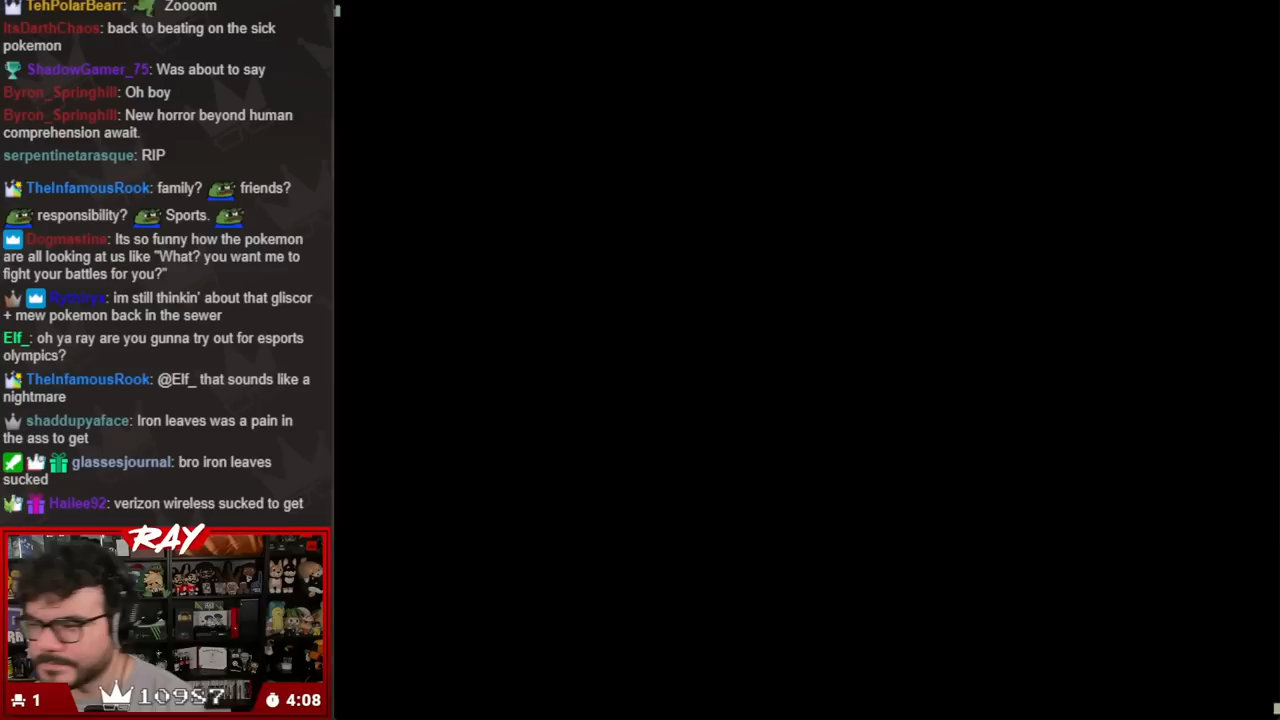 TehPolarBearr: Zoooom
ItsDarthChaos: back to beating on the sick
pokemon
ShadowGamer_75: Was about to say
Byron_Springhill: Oh boy
Byron_Springhill: New horror beyond human
comprehension await.
serpentinetarasque: RIP
TheInfamousRook: family? friends?
responsibility? Sports.
Dogmastina: Its so funny how the pokemon
are all looking at us like "What? you want me to
fight your battles for you?"
im still thinkin' about that gliscor
+ mew pokemon back in the sewer
Elf_: oh ya ray are you gunna try out for esports
olympics?
TheInfamousRook: @Elf_ that sounds like a
nightmare
shaddupyaface: Iron leaves was a pain in
the ass to get
glassesjournal: bro iron leaves
sucked
Hailee92: verizon wireless sucked to get
RAY
1
10957
4:08